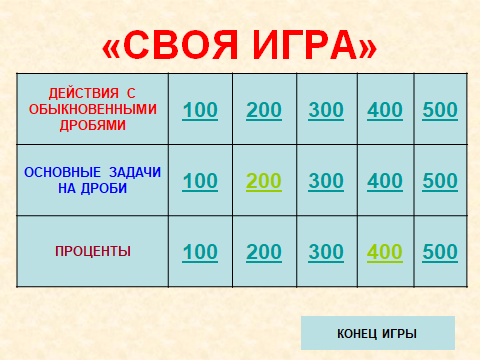 «СВОЯ ИГРА»
ДЕЙСТВИЯ С
ОБЫКНОВЕННЫМИ
ДРОБЯМИ
100 200 300 400 500
ОСНОВНЫЕ ЗАДАЧИ
НА ДРОБИ
100 200 300 400 500
ПРОЦЕНТЫ
100 200 300 400 500
КОНЕЦ ИГРЫ